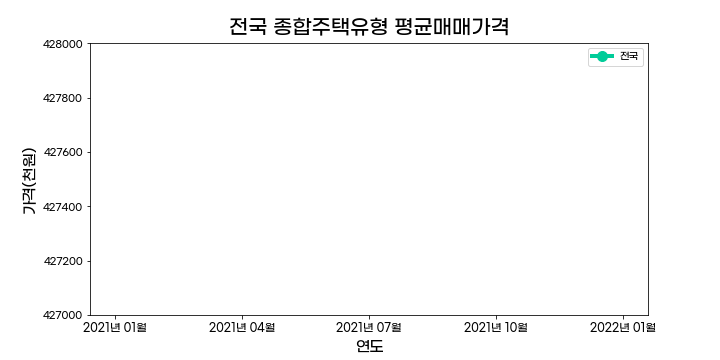 전국 종합주택유형 평균매매가격
428000
427800
427600
427400
427200
427000
가격(천원)
전국
2021년 01월 2021년 04월 2021년 07월 2021년 10월 2022년 01월
연도